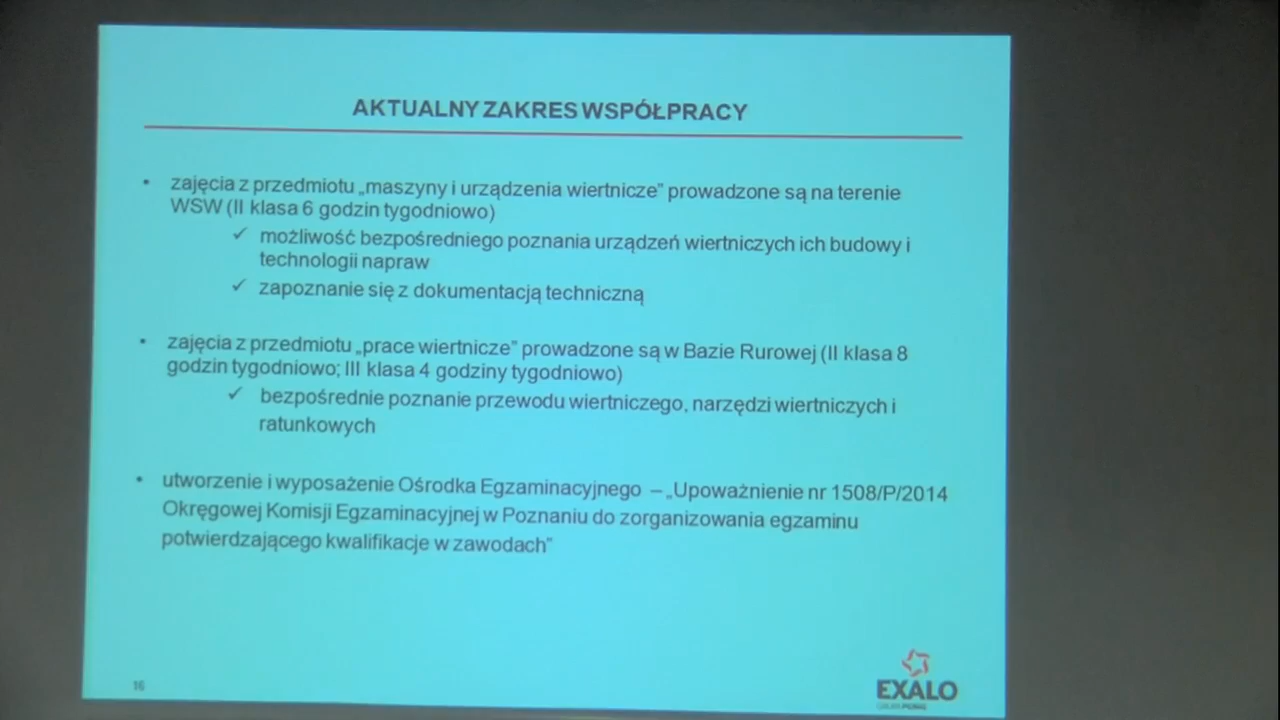 AKTUALNY ZAKRES WSPÓŁPRACY
• zajęcia z przedmiotu „maszyny i urządzenia wiertnicze” prowadzone są na terenie
WSW (II klasa 6 godzin tygodniowo)
✓ możliwość bezpośredniego poznania urządzeń wiertniczych ich budowy i
technologii napraw
✓ zapoznanie się z dokumentacją techniczną
• zajęcia z przedmiotu „prace wiertnicze” prowadzone są w Bazie Rurowej (II klasa 8
godzin tygodniowo; III klasa 4 godziny tygodniowo)
✓ bezpośrednie poznanie przewodu wiertniczego, narzędzi wiertniczych i
ratunkowych
• utworzenie i wyposażenie Ośrodka Egzaminacyjnego – „Upoważnienie nr 1508/P/2014
Okręgowej Komisji Egzaminacyjnej w Poznaniu do zorganizowania egzaminu
potwierdzającego kwalifikacje w zawodach”
16
EXALO